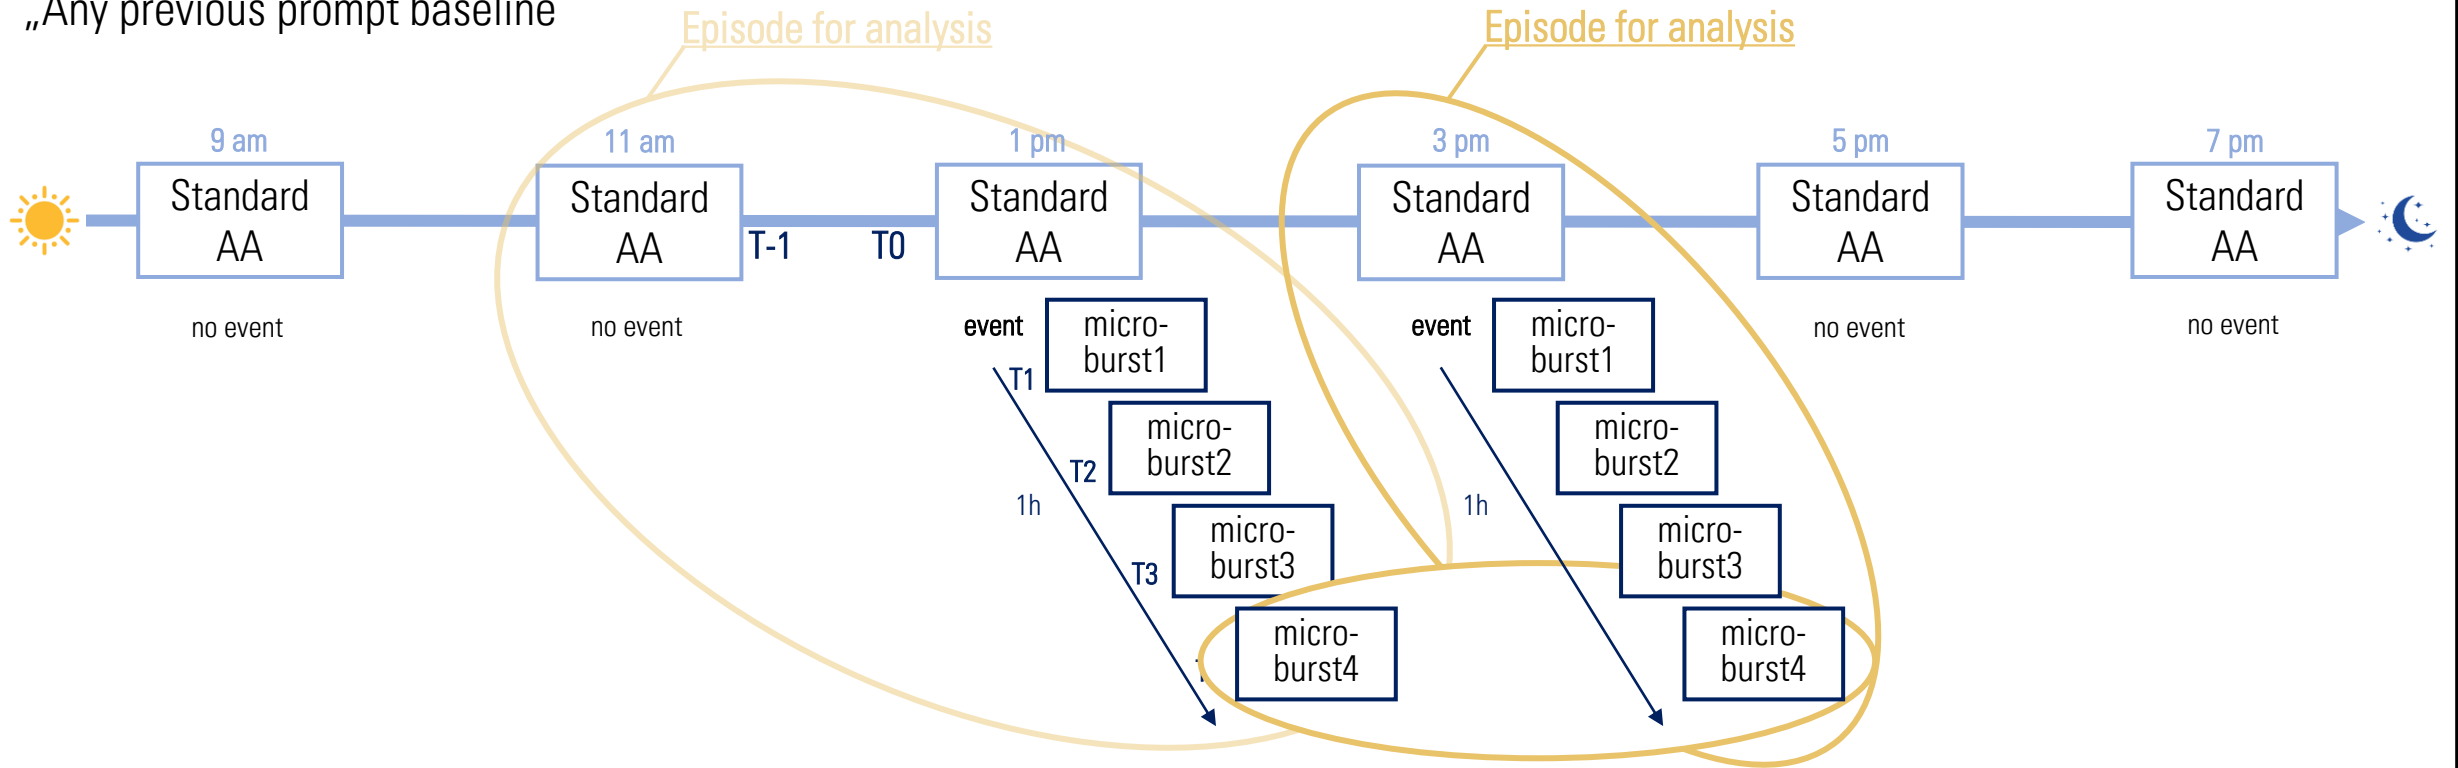 „Any previous prompt baseline
Episode for analysis
Episode for analysis
9 am
11 am
1 pm
3 pm
5 pm
7 pm
Standard
AA
Standard
AA
Standard
AA
Standard
AA
Standard
AA
Standard
AA
T-1
T0
no event
no event
event
event
no event
no event
micro-
burst1
T1
micro-
burst2
T2
1h
micro-
burst3
T3
micro-
burst4
micro-
burst1
micro-
burst2
1h
micro-
burst3
micro-
burst4